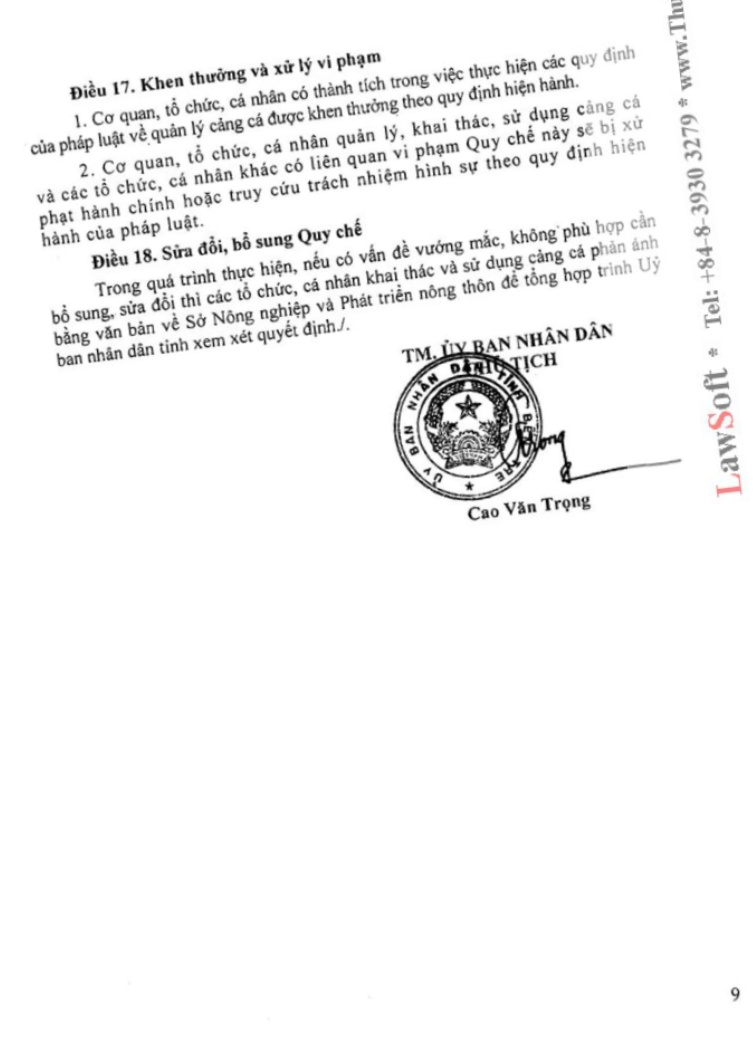 Điều 17. Khen thưởng và xử lý vi phạm
1. Cơ quan, tổ chức, cá nhân có thành tích trong việc thực hiện các quy định
của pháp luật về quản lý cảng cá được khen thưởng theo quy định hiện hành.
2. Cơ quan, tổ chức, cá nhân quản lý, khai thác, sử dụng cảng cá
và các tổ chức, cá nhân khác có liên quan vi phạm Quy chế này sẽ bị xử
phạt hành chính hoặc truy cứu trách nhiệm hình sự theo quy định hiện
hành của pháp luật.
Điều 18. Sửa đổi, bổ sung Quy chế
Trong quá trình thực hiện, nếu có vấn đề vướng mắc, không phù hợp cần
bổ sung, sửa đổi thì các tổ chức, cá nhân khai thác và sử dụng cảng cá phản ánh
bằng văn bản về Sở Nông nghiệp và Phát triển nông thôn để tổng hợp trình Uỷ
ban nhân dân tỉnh xem xét quyết định./.
TM. ỦY BAN NHÂN DÂN
TỊCH
ỦY BAN NHÂN DÂN TỈNH BẾN TRE
Trọng
Cao Văn Trọng
LawSoft * Tel: +84-8-3930 3279 * www.Thu
9